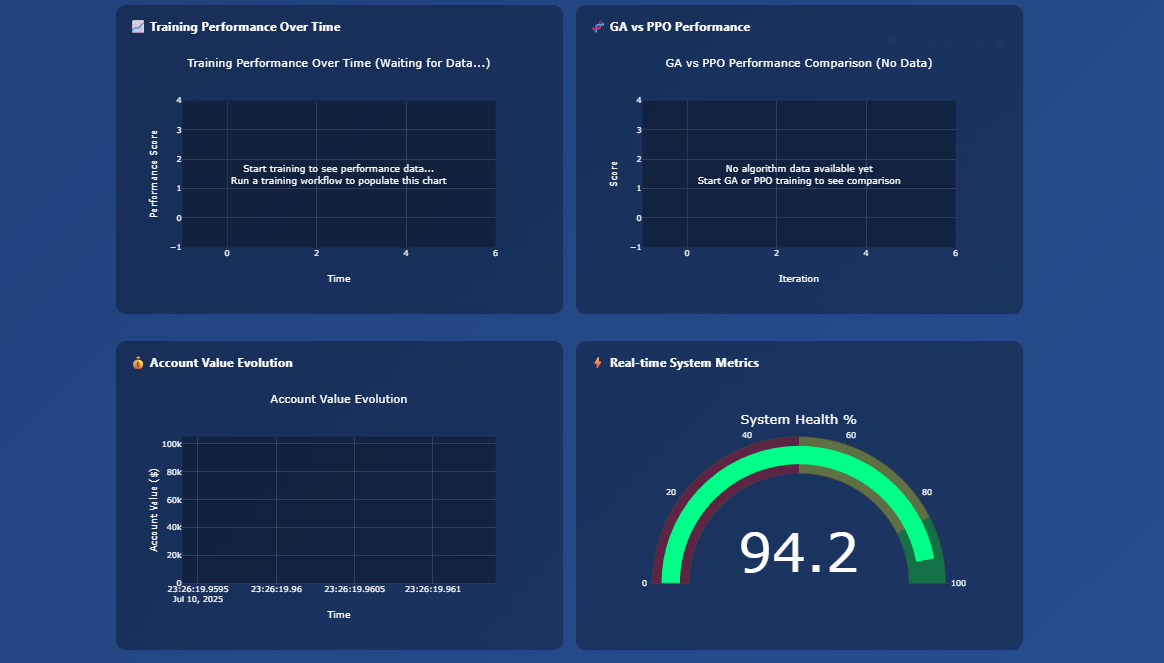 📈 Training Performance Over Time
Training Performance Over Time (Waiting for Data...)
4
3
2
1
0
−1
Performance Score
Start training to see performance data...
Run a training workflow to populate this chart
0 2 4 6
Time
🧬 GA vs PPO Performance
GA vs PPO Performance Comparison (No Data)
4
3
2
1
0
−1
Score
No algorithm data available yet
Start GA or PPO training to see comparison
0 2 4 6
Iteration
💰 Account Value Evolution
Account Value Evolution
100k
80k
60k
40k
20k
0
Account Value ($)
23:26:19.9595 23:26:19.96 23:26:19.9605 23:26:19.961
Jul 10, 2025
Time
⚡ Real-time System Metrics
System Health %
40 60
20 80
94.2
0 100